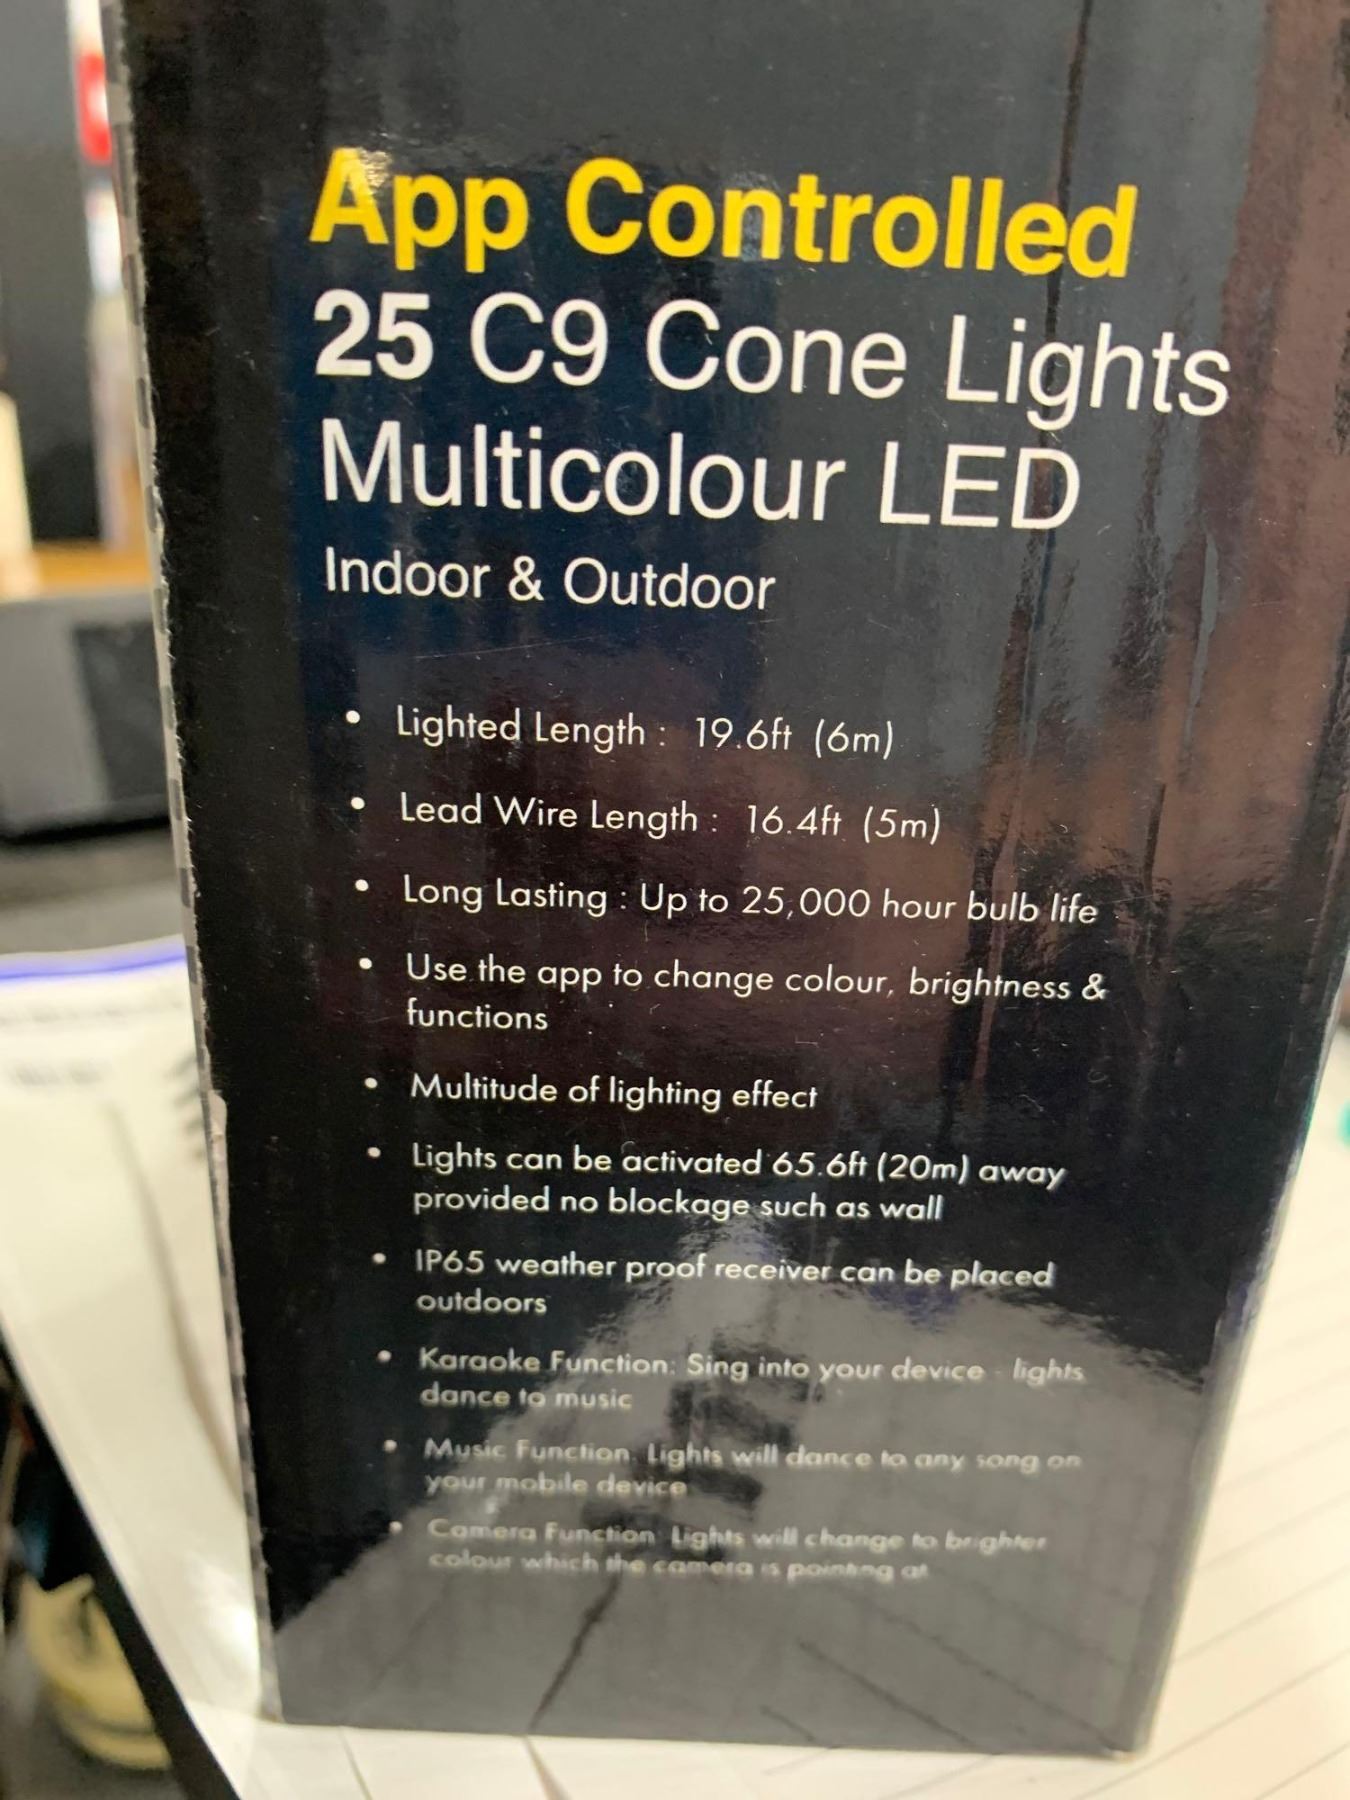 App Controlled
25 C9 Cone Lights
Multicolour LED
Indoor & Outdoor
• Lighted Length : 19.6ft (6m)
• Lead Wire Length : 16.4ft (5m)
• Long Lasting : Up to 25,000 hour bulb life
• Use the app to change colour, brightness &
functions
• Multitude of lighting effect
• Lights can be activated 65.6ft (20m) away
provided no blockage such as wall
• IP65 weather proof receiver can be placed
outdoors
• Karaoke Function: Sing into your device - lights
dance to music
• Music Function: Lights will dance to any song on
your mobile device
• Camera Function: Lights will change to brighter
colour which the camera is pointing at